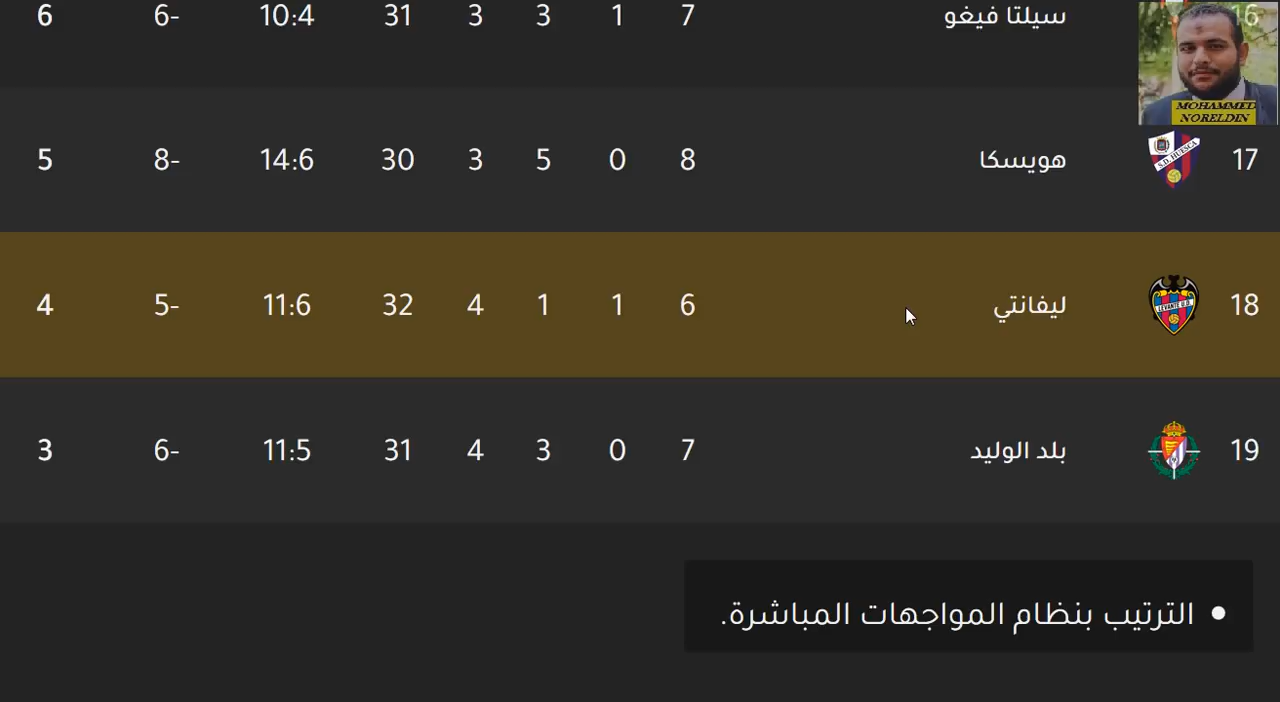 16 سيلتا فيغو 7 1 3 3 31 10:4 6- 6
MOHAMMED
NORELDIN
17 S.D. HUESCA هويسكا 8 0 5 3 30 14:6 8- 5
18 LEVANTE U.D. ليفانتي 6 1 1 4 32 11:6 5- 4
19 بلد الوليد 7 0 3 4 31 11:5 6- 3
• الترتيب بنظام المواجهات المباشرة.